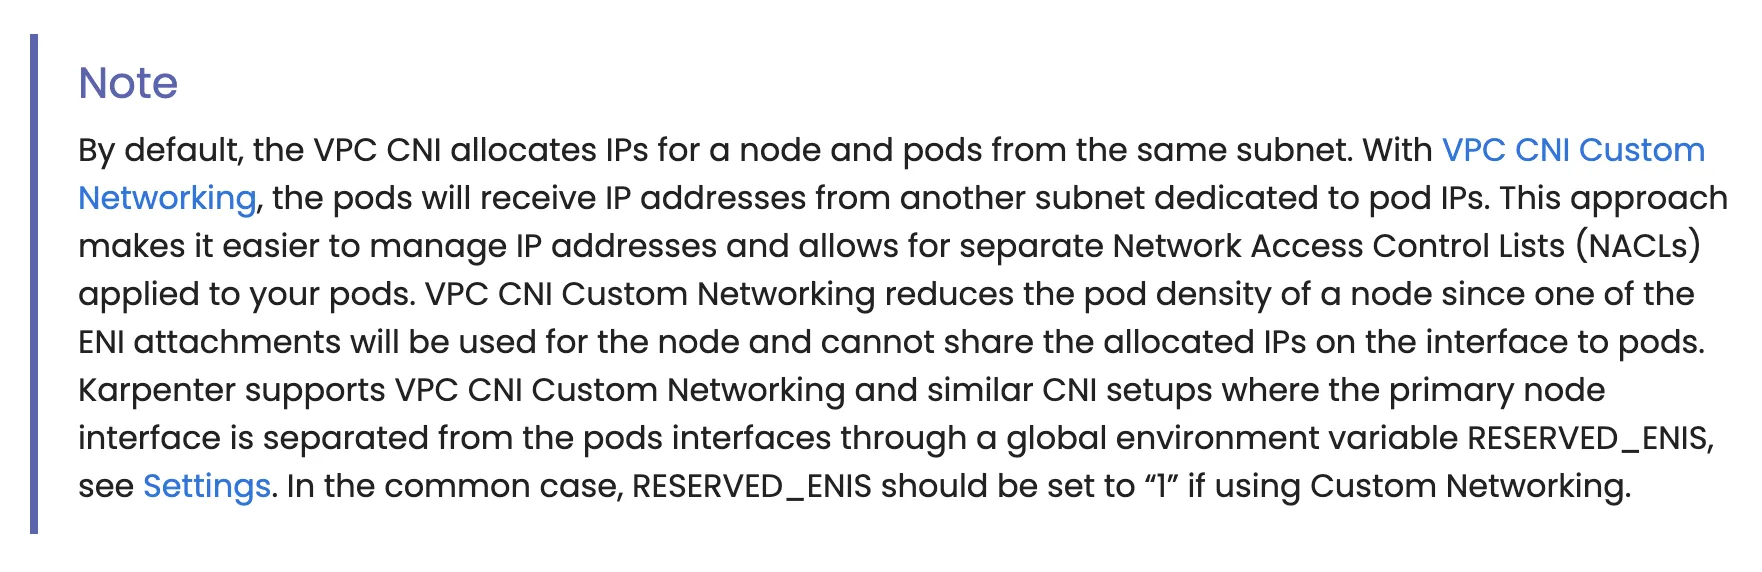 Note
By default, the VPC CNI allocates IPs for a node and pods from the same subnet. With VPC CNI Custom
Networking, the pods will receive IP addresses from another subnet dedicated to pod IPs. This approach
makes it easier to manage IP addresses and allows for separate Network Access Control Lists (NACLs)
applied to your pods. VPC CNI Custom Networking reduces the pod density of a node since one of the
ENI attachments will be used for the node and cannot share the allocated IPs on the interface to pods.
Karpenter supports VPC CNI Custom Networking and similar CNI setups where the primary node
interface is separated from the pods interfaces through a global environment variable RESERVED_ENIS,
see Settings. In the common case, RESERVED_ENIS should be set to “1” if using Custom Networking.